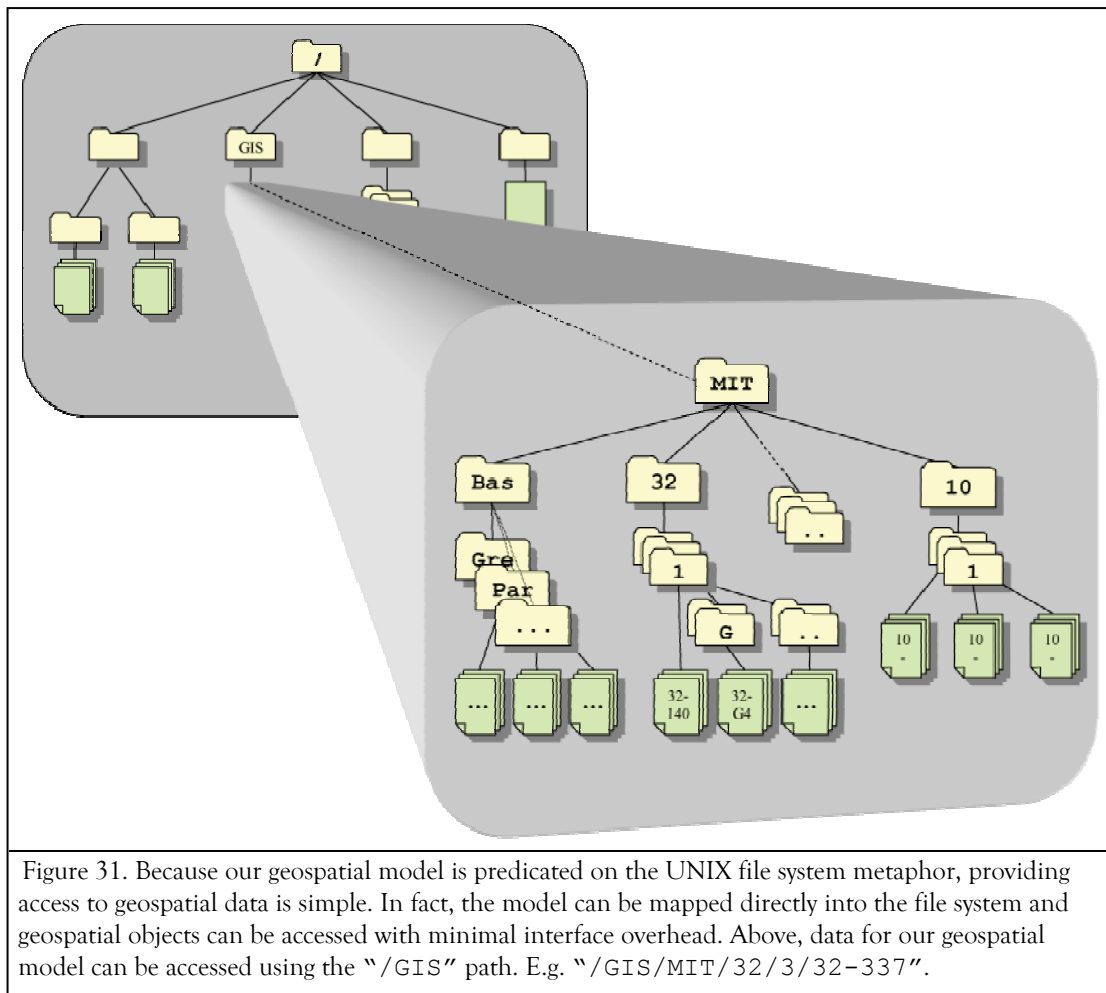 /
GIS
MIT
Bas
32
10
..
Gre
Par
...
1
1
G
..
10
-
10
-
10
-
...
...
...
32-
140
32-
G4
...
Figure 31. Because our geospatial model is predicated on the UNIX file system metaphor, providing
access to geospatial data is simple. In fact, the model can be mapped directly into the file system and
geospatial objects can be accessed with minimal interface overhead. Above, data for our geospatial
model can be accessed using the “/GIS” path. E.g. “/GIS/MIT/32/3/32-337”.